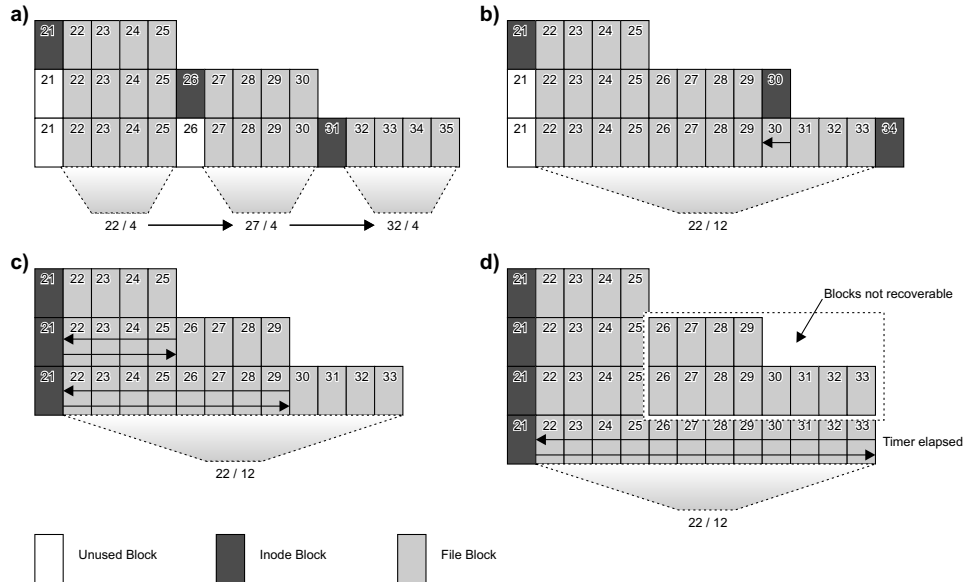 a)
21 22 23 24 25
21 22 23 24 25 26 27 28 29 30
21 22 23 24 25 26 27 28 29 30 31 32 33 34 35
22 / 4 27 / 4 32 / 4
b)
21 22 23 24 25
21 22 23 24 25 26 27 28 29 30
21 22 23 24 25 26 27 28 29 30 31 32 33 34
22 / 12
c)
21 22 23 24 25
21 22 23 24 25 26 27 28 29
21 22 23 24 25 26 27 28 29 30 31 32 33
22 / 12
d)
21 22 23 24 25
Blocks not recoverable
21 22 23 24 25 26 27 28 29
21 22 23 24 25 26 27 28 29 30 31 32 33
21 22 23 24 25 26 27 28 29 30 31 32 33
Timer elapsed
22 / 12
Unused Block
Inode Block
File Block